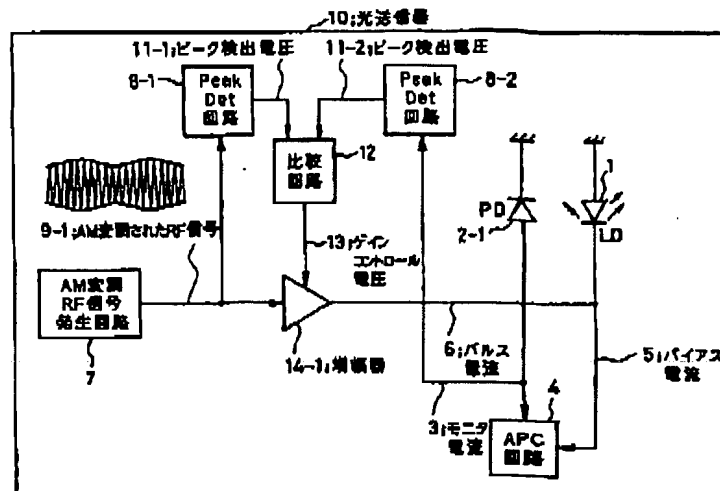 10;光送信器
11-1;ピーク検出電圧
11-2;ピーク検出電圧
8-1
Peak
Det
回路
Peak
Det
回路
8-2
比較
回路
12
9-1;AM変調されたRF信号
13;ゲイン
コントロール
電圧
PD
2-1
1
LD
AM変調
RF信号
発生回路
7
14-1;増幅器
6;パルス
電流
5;バイアス
電流
3;モニタ
電流
4
APC
回路